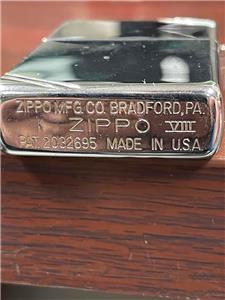 ZIPPO MFG. CO. BRADFORD, PA.
ZIPPO VIII
PAT. 2032695 MADE IN U.S.A.